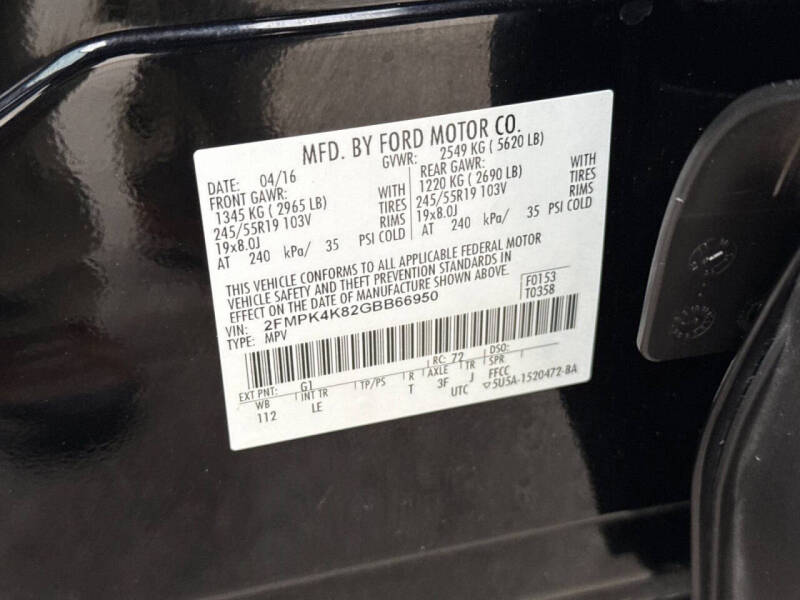 MFD. BY FORD MOTOR CO.
DATE: 04/16 GVWR: 2549 KG ( 5620 LB)
FRONT GAWR: REAR GAWR:
1345 KG ( 2965 LB) WITH 1220 KG ( 2690 LB) WITH
245/55R19 103V TIRES 245/55R19 103V TIRES
19x8.0J RIMS 19x8.0J RIMS
AT 240 kPa/ 35 PSI COLD AT 240 kPa/ 35 PSI COLD
THIS VEHICLE CONFORMS TO ALL APPLICABLE FEDERAL MOTOR
VEHICLE SAFETY AND THEFT PREVENTION STANDARDS IN
EFFECT ON THE DATE OF MANUFACTURE SHOWN ABOVE.
VIN: 2FMPK4K82GBB66950 F0153
TYPE: MPV T0358
EXT PNT: G1 RC: 72 DSO:
WB INT TR TP/PS R AXLE TR SPR
112 LE T 3F J FFCC
UTC ▽5U5A-1520472-BA